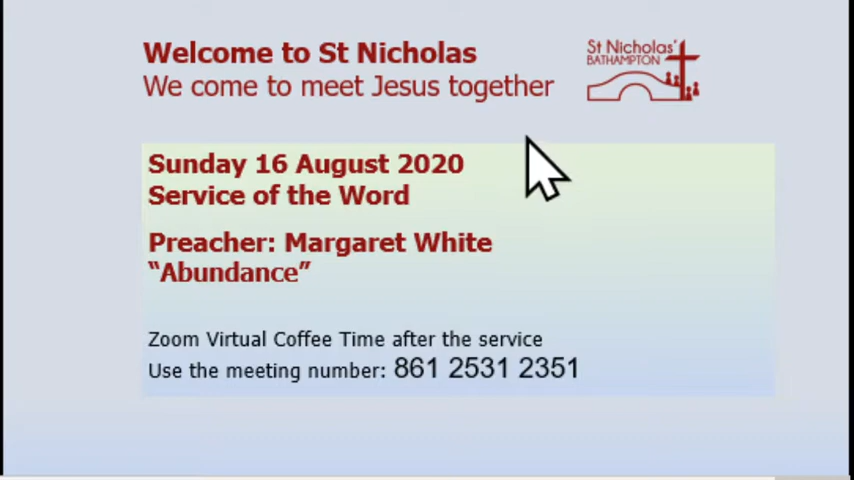 Welcome to St Nicholas
We come to meet Jesus together
St Nicholas'
BATHAMPTON
Sunday 16 August 2020
Service of the Word
Preacher: Margaret White
“Abundance”
Zoom Virtual Coffee Time after the service
Use the meeting number: 861 2531 2351